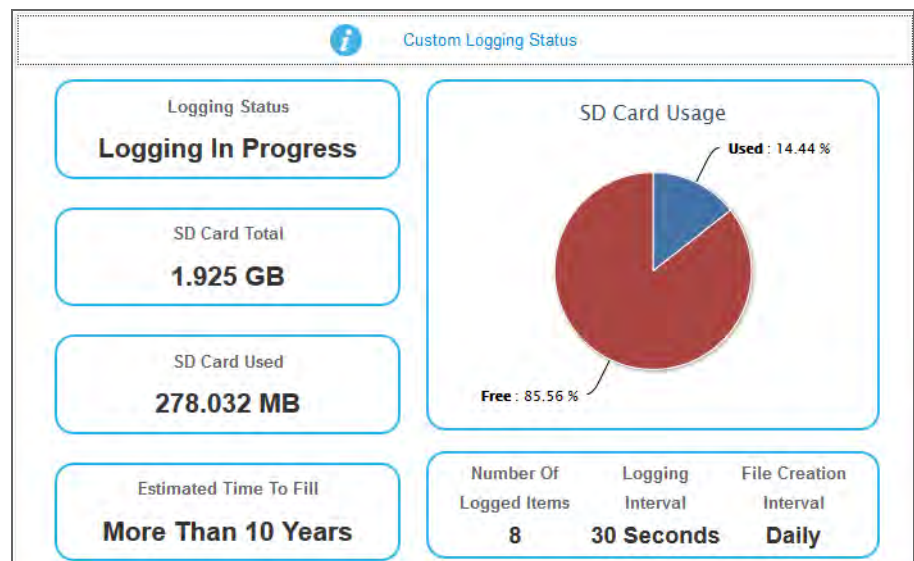 Custom Logging Status
Logging Status
Logging In Progress
SD Card Total
1.925 GB
SD Card Used
278.032 MB
Estimated Time To Fill
More Than 10 Years
SD Card Usage
Used : 14.44 %
Free : 85.56 %
Number Of
Logged Items
8
Logging
Interval
30 Seconds
File Creation
Interval
Daily